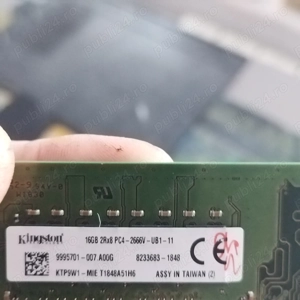 Kingston
16GB 2Rx8 PC4-2666V-UB1-11
9995701-007.A00G 8233683-1848
KTP9W1-MIE T1848A51H6 ASSY IN TAIWAN (2)